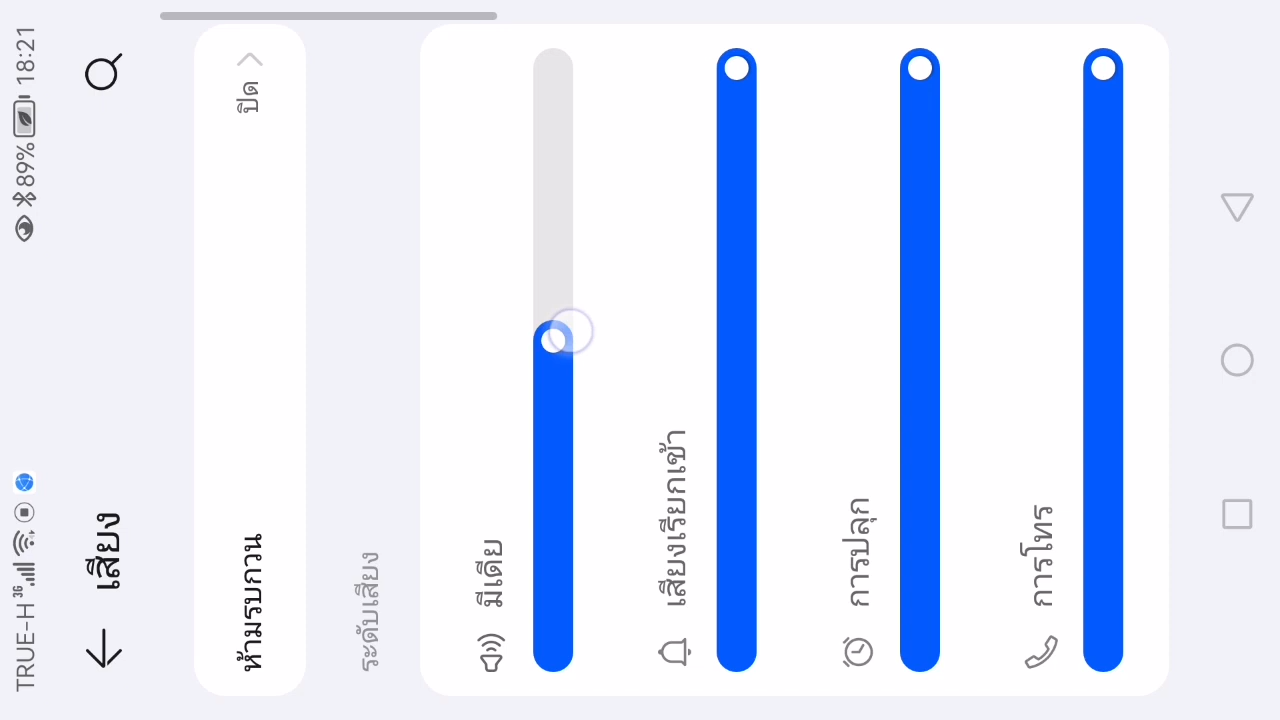 TRUE-H 3G 89% 18:21
เสียง
ห้ามรบกวน ปิด
ระดับเสียง
มีเดีย
เสียงเรียกเข้า
การปลุก
การโทร